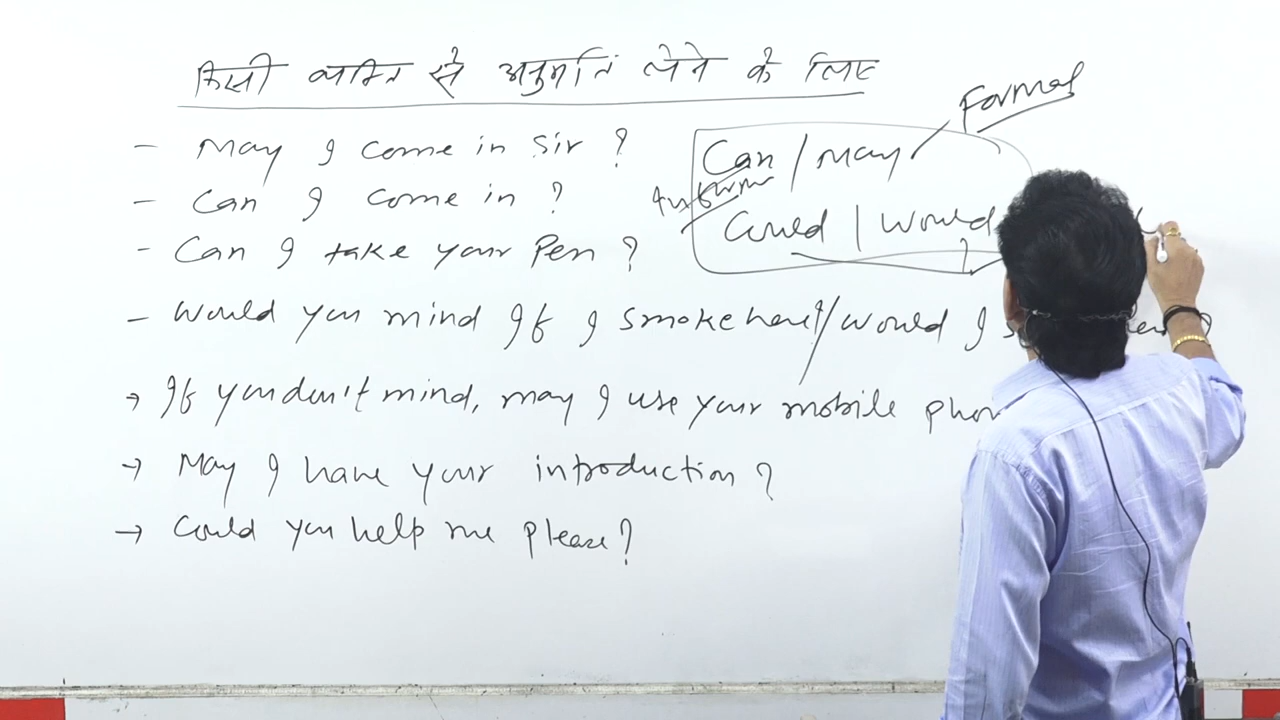 किसी व्यक्ति से अनुमति लेने के लिए
Formal
- May I come in Sir ?
Can / May
- Can I come in ?
Could / Would
- Can I take your Pen ?
- Would you mind If I smoke here? / Would I
→ If you don't mind, may I use your mobile
→ May I have your introduction ?
→ Could you help me please ?